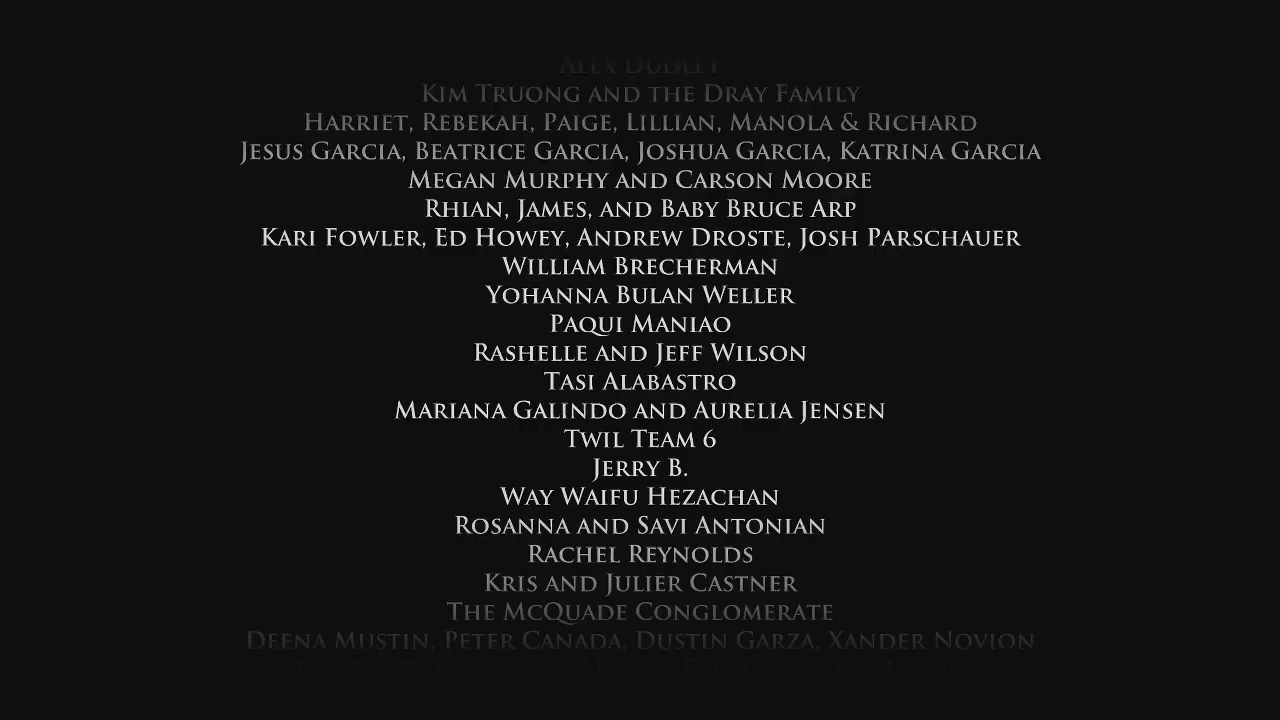 Alex Dudley
Kim Truong and the Dray Family
Harriet, Rebekah, Paige, Lillian, Manola & Richard
Jesus Garcia, Beatrice Garcia, Joshua Garcia, Katrina Garcia
Megan Murphy and Carson Moore
Rhian, James, and Baby Bruce Arp
Kari Fowler, Ed Howey, Andrew Droste, Josh Parschauer
William Brecherman
Yohanna Bulan Weller
Paqui Maniao
Rashelle and Jeff Wilson
Tasi Alabastro
Mariana Galindo and Aurelia Jensen
Twil Team 6
Jerry B.
Way Waifu Hezachan
Rosanna and Savi Antonian
Rachel Reynolds
Kris and Julier Castner
The McQuade Conglomerate
Deena Mustin, Peter Canada, Dustin Garza, Xander Novion